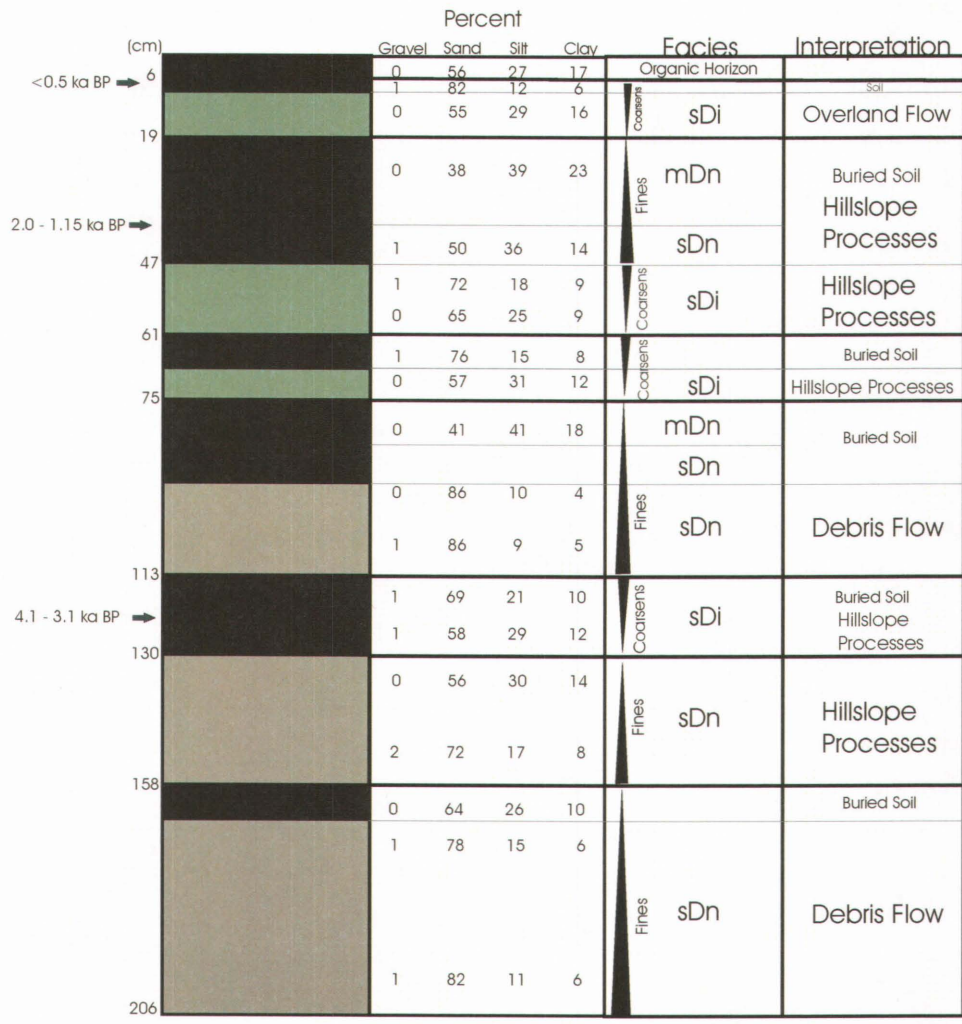 Percent
(cm) Gravel Sand Silt Clay Facies Interpretation
6 0 56 27 17 Organic Horizon
<0.5 ka BP 1 82 12 6 Soil
0 55 29 16 Coarsens sDi Overland Flow
19
0 38 39 23 Fines mDn Buried Soil
Hillslope
Processes
2.0 - 1.15 ka BP
1 50 36 14 sDn
47
1 72 18 9 Coarsens sDi Hillslope
Processes
0 65 25 9
61
1 76 15 8 Coarsens Buried Soil
0 57 31 12 sDi Hillslope Processes
75
0 41 41 18 mDn Buried Soil
sDn
0 86 10 4 Fines sDn Debris Flow
1 86 9 5
113
1 69 21 10 Coarsens sDi Buried Soil
4.1 - 3.1 ka BP Hillslope
Processes
1 58 29 12
130
0 56 30 14 Fines sDn Hillslope
Processes
2 72 17 8
158
0 64 26 10 Buried Soil
1 78 15 6
Fines sDn Debris Flow
1 82 11 6
206